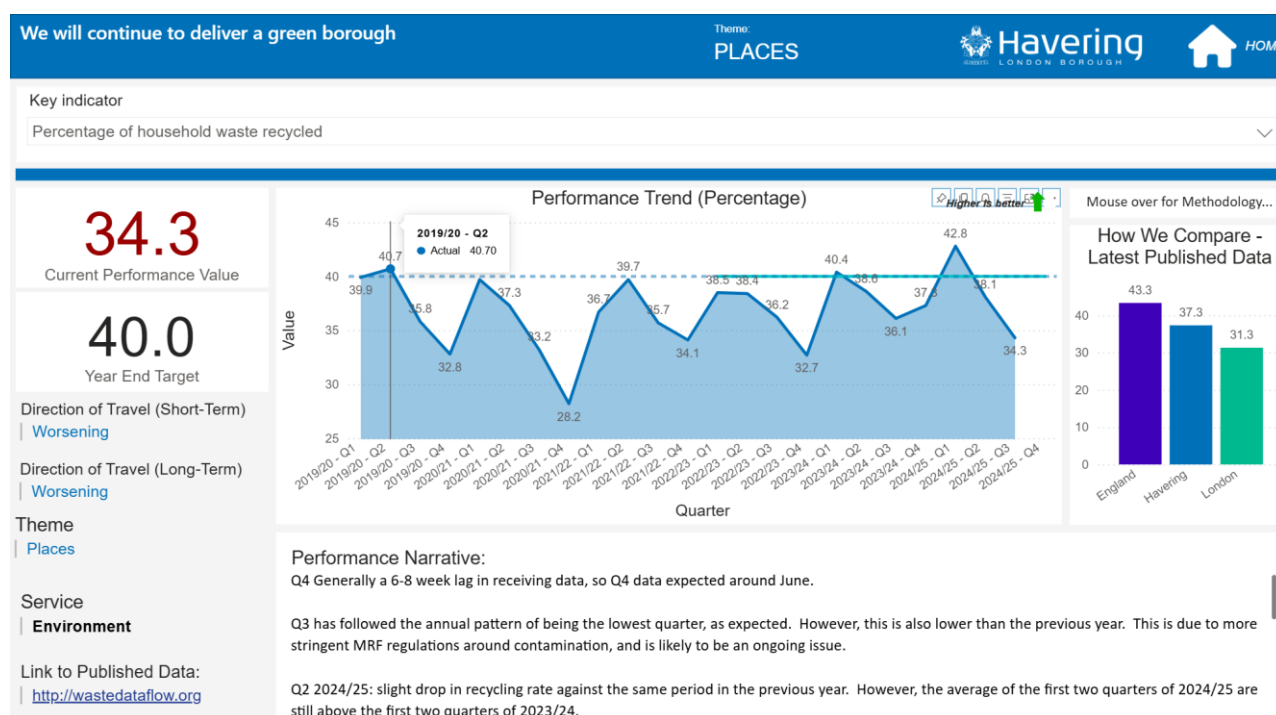 We will continue to deliver a green borough
Theme:
PLACES
Havering
LONDON BOROUGH
Key indicator
Percentage of household waste recycled
34.3
Current Performance Value
40.0
Year End Target
Direction of Travel (Short-Term)
Worsening
Direction of Travel (Long-Term)
Worsening
Theme
Places
Service
Environment
Link to Published Data:
http://wastedataflow.org
Performance Trend (Percentage)
Higher is better
2019/20 - Q2
Actual 40.70
Value
45
40
35
30
25
39.9
40.7
35.8
32.8
37.3
33.2
28.2
36.7
39.7
35.7
34.1
38.5
38.4
36.2
32.7
40.4
38.6
36.1
42.8
38.1
34.3
2019/20 - Q1
2019/20 - Q2
2019/20 - Q3
2019/20 - Q4
2020/21 - Q1
2020/21 - Q2
2020/21 - Q3
2020/21 - Q4
2021/22 - Q1
2021/22 - Q2
2021/22 - Q3
2021/22 - Q4
2022/23 - Q1
2022/23 - Q2
2022/23 - Q3
2022/23 - Q4
2023/24 - Q1
2023/24 - Q2
2023/24 - Q3
2023/24 - Q4
2024/25 - Q1
2024/25 - Q2
2024/25 - Q3
2024/25 - Q4
Quarter
Mouse over for Methodology...
How We Compare -
Latest Published Data
40
30
20
10
0
43.3
37.3
31.3
England
Havering
London
Performance Narrative:
Q4 Generally a 6-8 week lag in receiving data, so Q4 data expected around June.
Q3 has followed the annual pattern of being the lowest quarter, as expected. However, this is also lower than the previous year. This is due to more
stringent MRF regulations around contamination, and is likely to be an ongoing issue.
Q2 2024/25: slight drop in recycling rate against the same period in the previous year. However, the average of the first two quarters of 2024/25 are
still above the first two quarters of 2023/24.